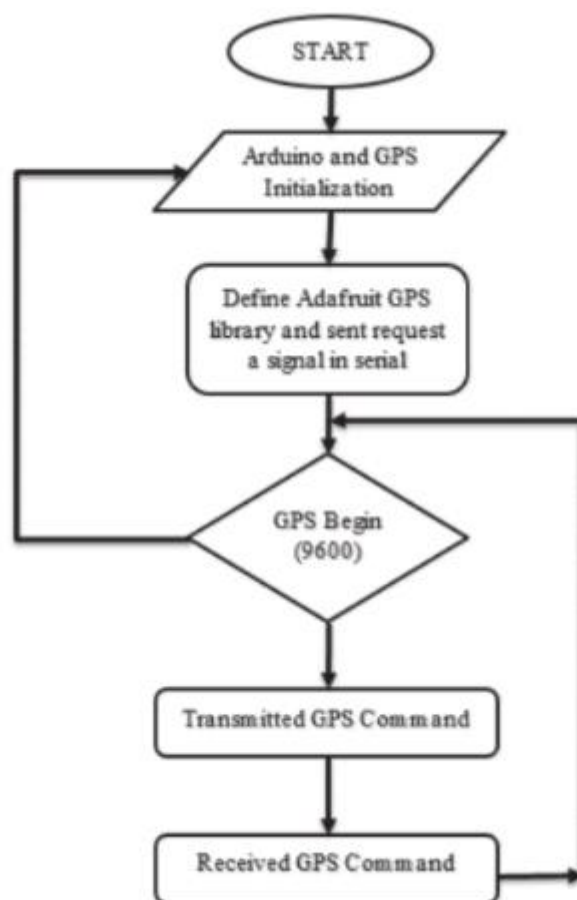 START
Arduino and GPS
Initialization
Define Adafruit GPS
library and sent request
a signal in serial
GPS Begin
(9600)
Transmitted GPS Command
Received GPS Command